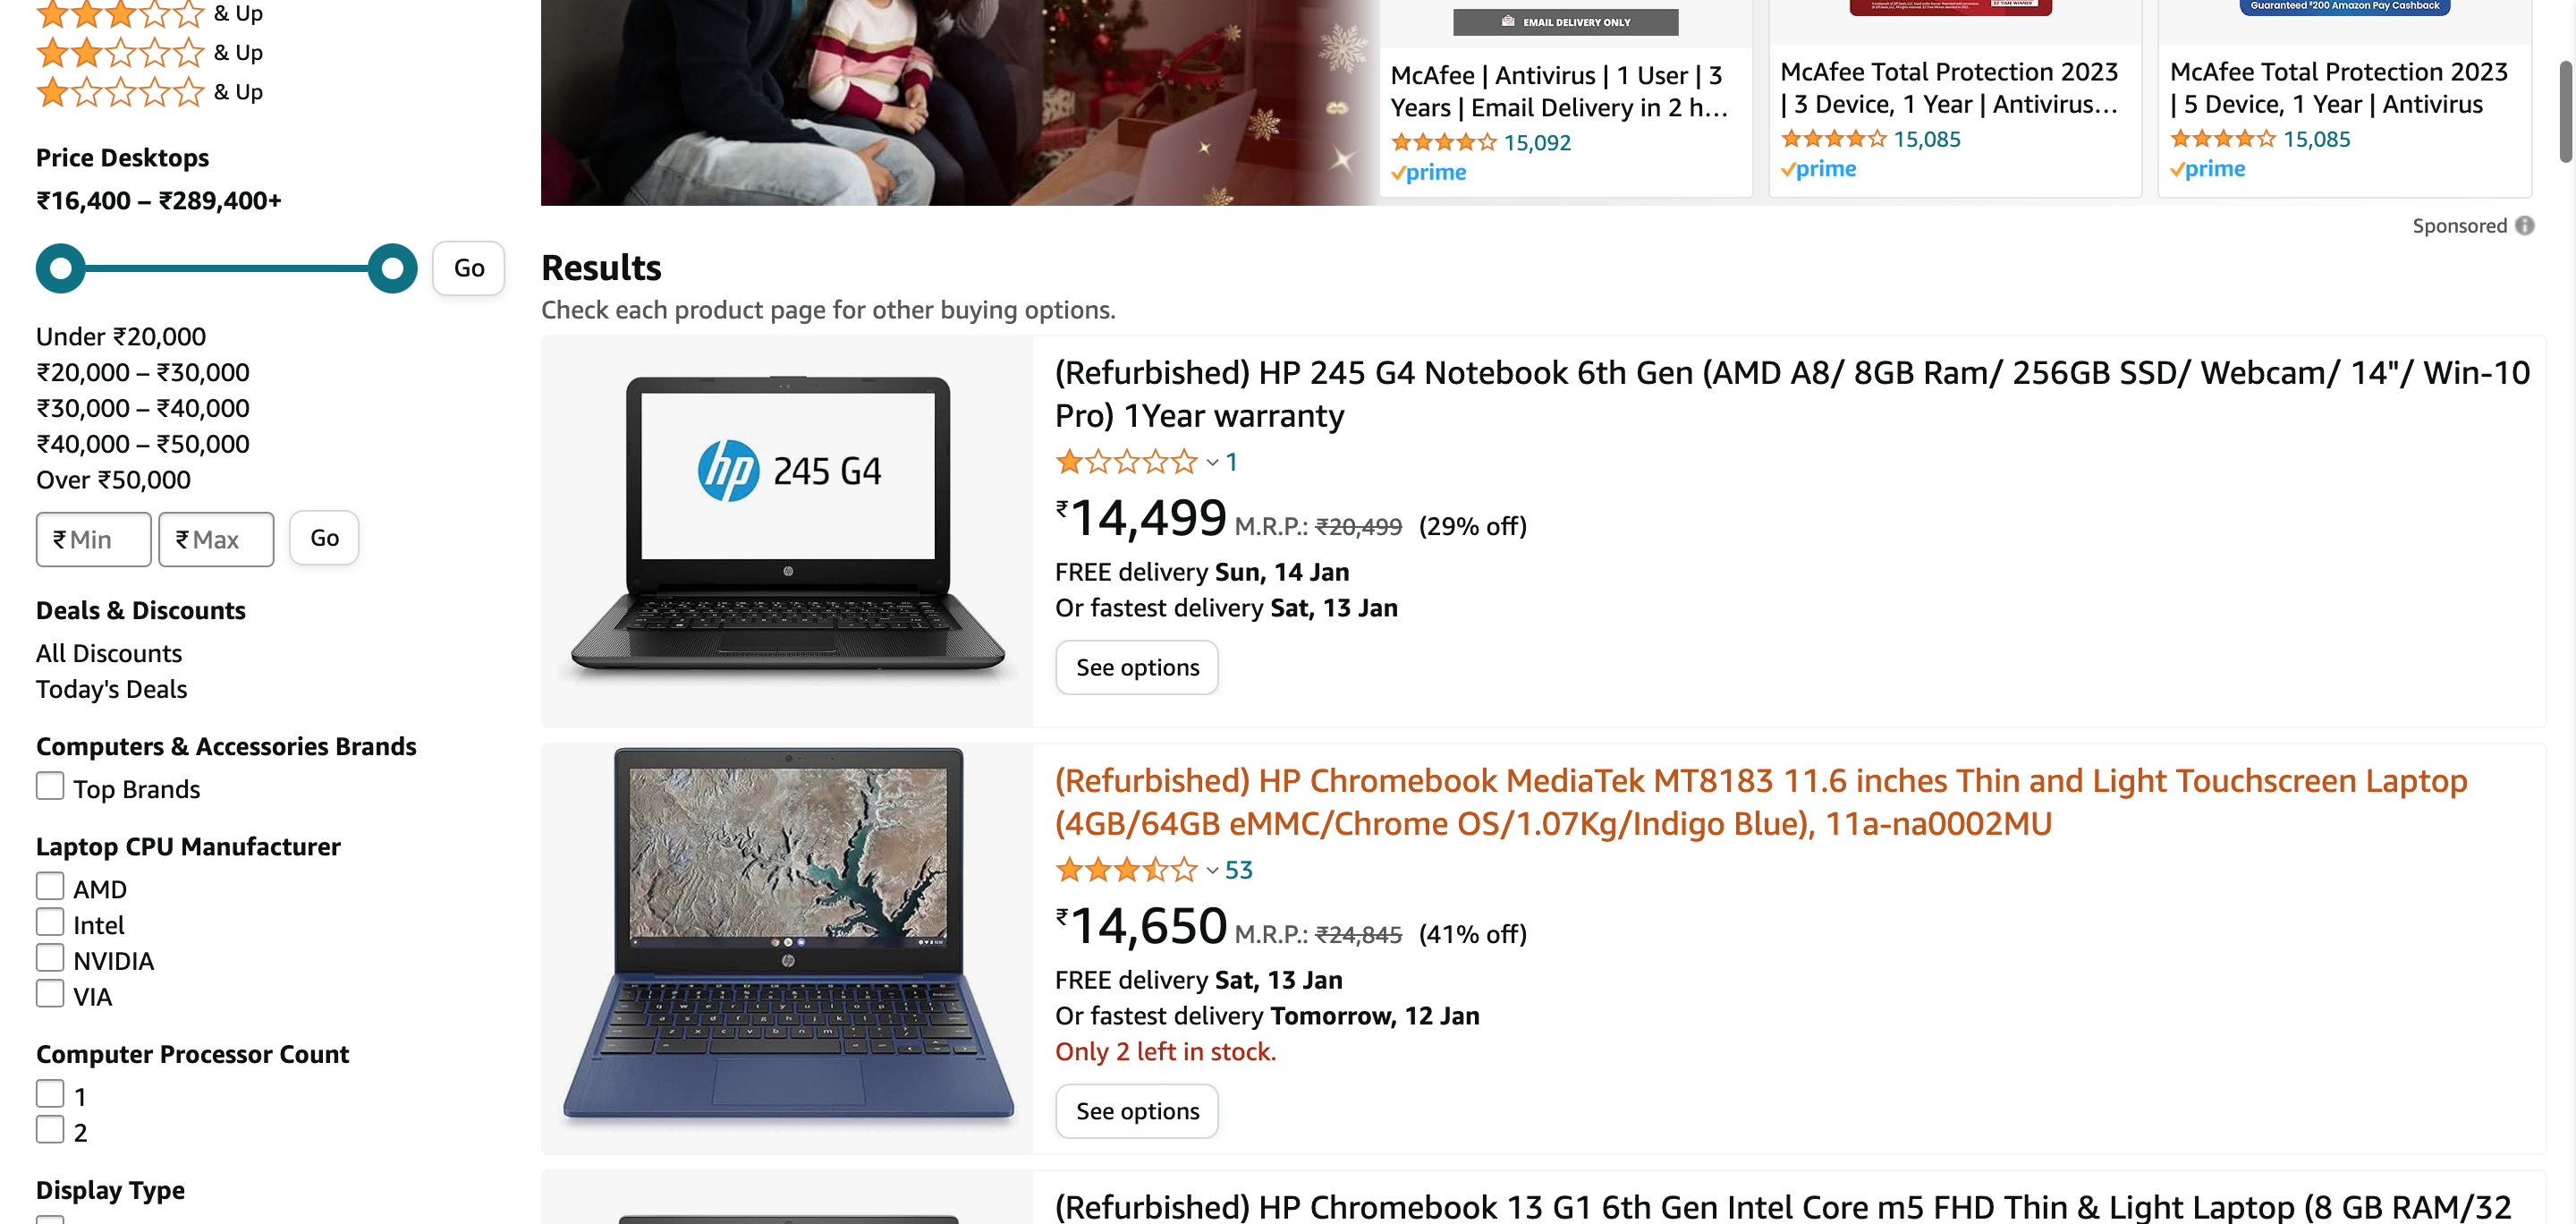 & Up
& Up
& Up
Price Desktops
₹16,400 – ₹289,400+
Go
Under ₹20,000
₹20,000 – ₹30,000
₹30,000 – ₹40,000
₹40,000 – ₹50,000
Over ₹50,000
₹ Min
₹ Max
Go
Deals & Discounts
All Discounts
Today's Deals
Computers & Accessories Brands
Top Brands
Laptop CPU Manufacturer
AMD
Intel
NVIDIA
VIA
Computer Processor Count
1
2
Display Type
EMAIL DELIVERY ONLY
McAfee | Antivirus | 1 User | 3
Years | Email Delivery in 2 h...
15,092
prime
McAfee Total Protection 2023
| 3 Device, 1 Year | Antivirus...
15,085
prime
Guaranteed ₹200 Amazon Pay Cashback
McAfee Total Protection 2023
| 5 Device, 1 Year | Antivirus
15,085
prime
Sponsored
Results
Check each product page for other buying options.
hp 245 G4
(Refurbished) HP 245 G4 Notebook 6th Gen (AMD A8/ 8GB Ram/ 256GB SSD/ Webcam/ 14"/ Win-10
Pro) 1Year warranty
1
₹14,499 M.R.P.: ₹20,499 (29% off)
FREE delivery Sun, 14 Jan
Or fastest delivery Sat, 13 Jan
See options
(Refurbished) HP Chromebook MediaTek MT8183 11.6 inches Thin and Light Touchscreen Laptop
(4GB/64GB eMMC/Chrome OS/1.07Kg/Indigo Blue), 11a-na0002MU
53
₹14,650 M.R.P.: ₹24,845 (41% off)
FREE delivery Sat, 13 Jan
Or fastest delivery Tomorrow, 12 Jan
Only 2 left in stock.
See options
(Refurbished) HP Chromebook 13 G1 6th Gen Intel Core m5 FHD Thin & Light Laptop (8 GB RAM/32